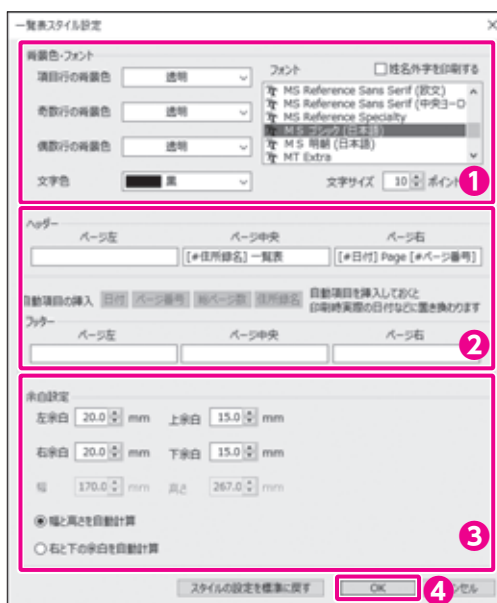 一覧表スタイル設定
背景色・フォント
項目行の背景色 透明
奇数行の背景色 透明
偶数行の背景色 透明
文字色 黒
フォント 姓名外字を印刷する
MS Reference Sans Serif (欧文)
MS Reference Sans Serif (中央ヨーロ
MS Reference Specialty
ＭＳ ゴシック (日本語)
ＭＳ 明朝 (日本語)
MT Extra
文字サイズ 10 ポイント
1
ヘッダー
ページ左 ページ中央 ページ右
[#住所録名] 一覧表 [#日付] Page [#ページ番号]
自動項目の挿入 日付 ページ番号 総ページ数 住所録名 自動項目を挿入しておくと
印刷時実際の日付などに置き換わります
フッター
ページ左 ページ中央 ページ右
2
余白設定
左余白 20.0 mm 上余白 15.0 mm
右余白 20.0 mm 下余白 15.0 mm
幅 170.0 mm 高さ 267.0 mm
幅と高さを自動計算
右と下の余白を自動計算
3
スタイルの設定を標準に戻す OK 4 ンセル